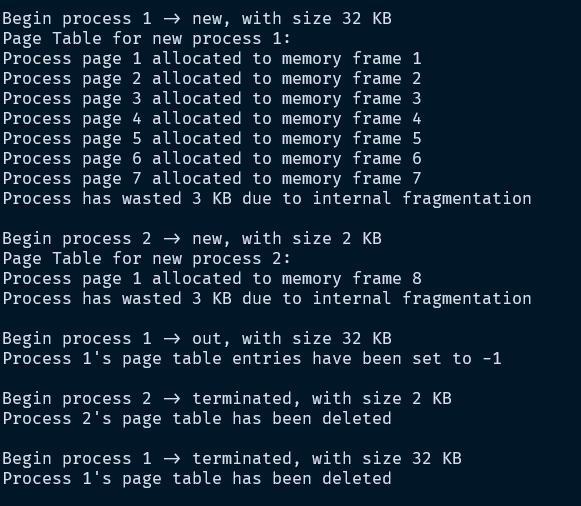 Begin process 1 -> new, with size 32 KB
Page Table for new process 1:
Process page 1 allocated to memory frame 1
Process page 2 allocated to memory frame 2
Process page 3 allocated to memory frame 3
Process page 4 allocated to memory frame 4
Process page 5 allocated to memory frame 5
Process page 6 allocated to memory frame 6
Process page 7 allocated to memory frame 7
Process has wasted 3 KB due to internal fragmentation
Begin process 2 -> new, with size 2 KB
Page Table for new process 2:
Process page 1 allocated to memory frame 8
Process has wasted 3 KB due to internal fragmentation
Begin process 1 -> out, with size 32 KB
Process 1's page table entries have been set to -1
Begin process 2 -> terminated, with size 2 KB
Process 2's page table has been deleted
Begin process 1 -> terminated, with size 32 KB
Process 1's page table has been deleted